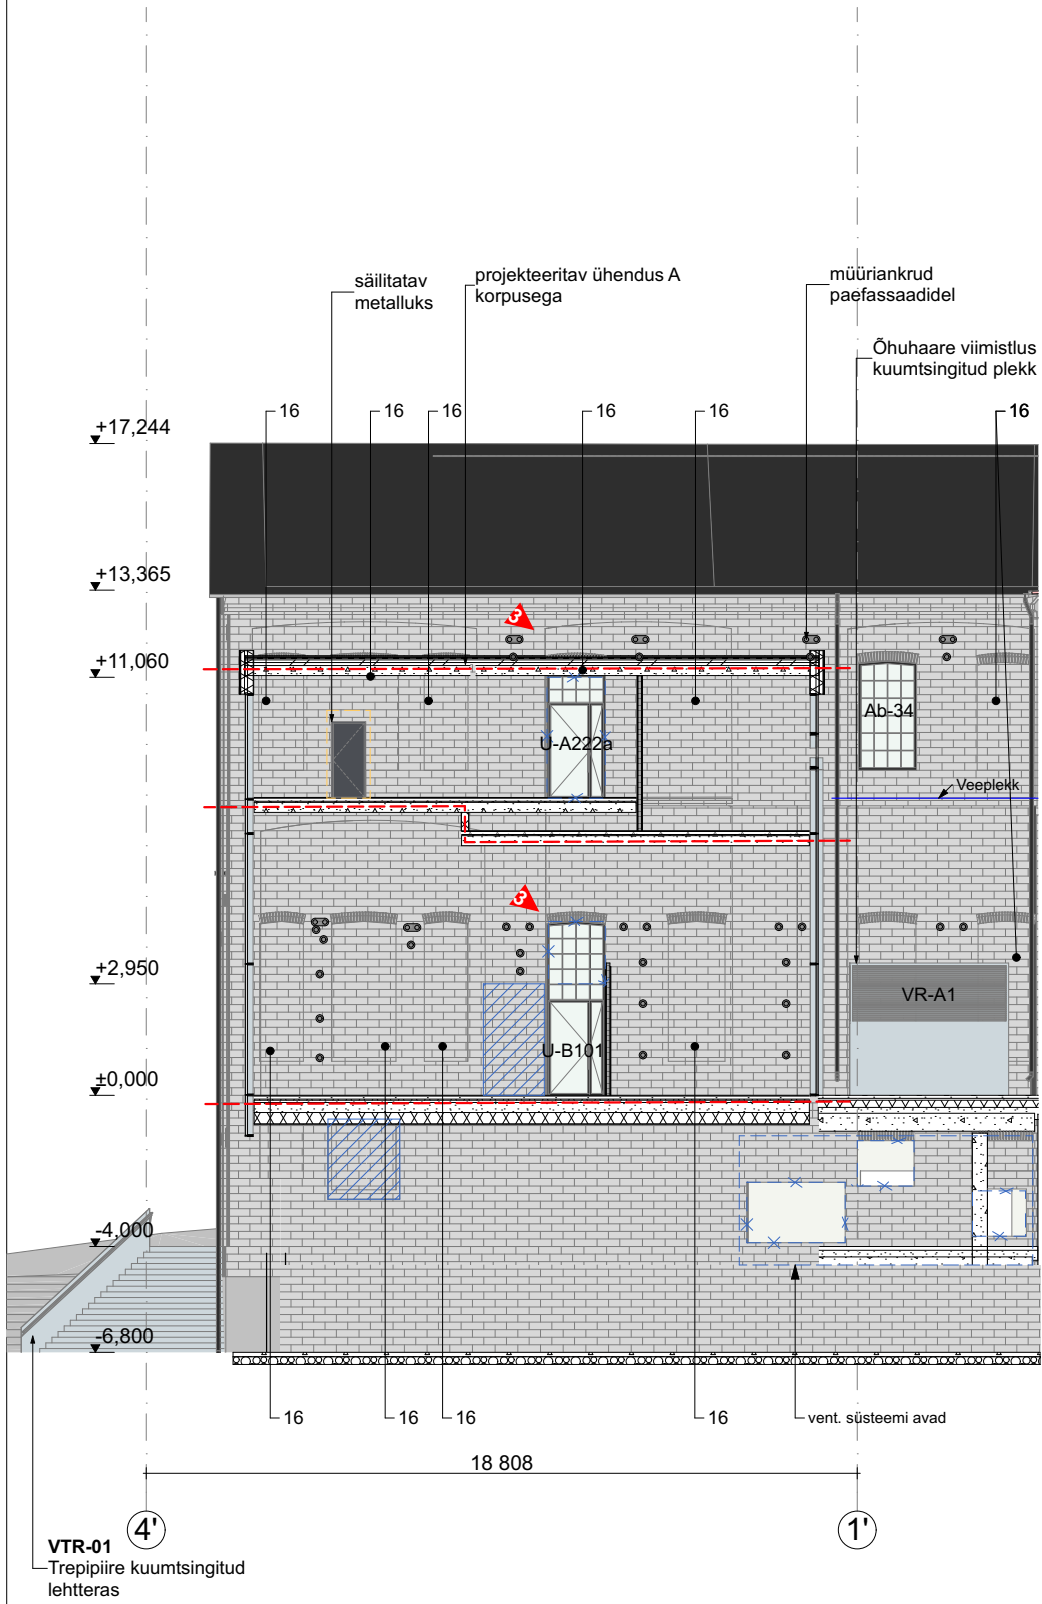 säilitatav
metalluks
projekteeritav ühendus A
korpusega
müüriankrud
paefassaadidel
Õhuhaare viimistlus
kuumtsingitud plekk
16
16
16
16
16
16
+17,244
+13,365
3
+11,060
Ab-34
U-A222a
Veeplekk
3
+2,950
VR-A1
U-B101
±0,000
-4,000
-6,800
16
16
16
16
vent. süsteemi avad
18 808
4'
1'
VTR-01
Trepipiire kuumtsingitud
lehtteras